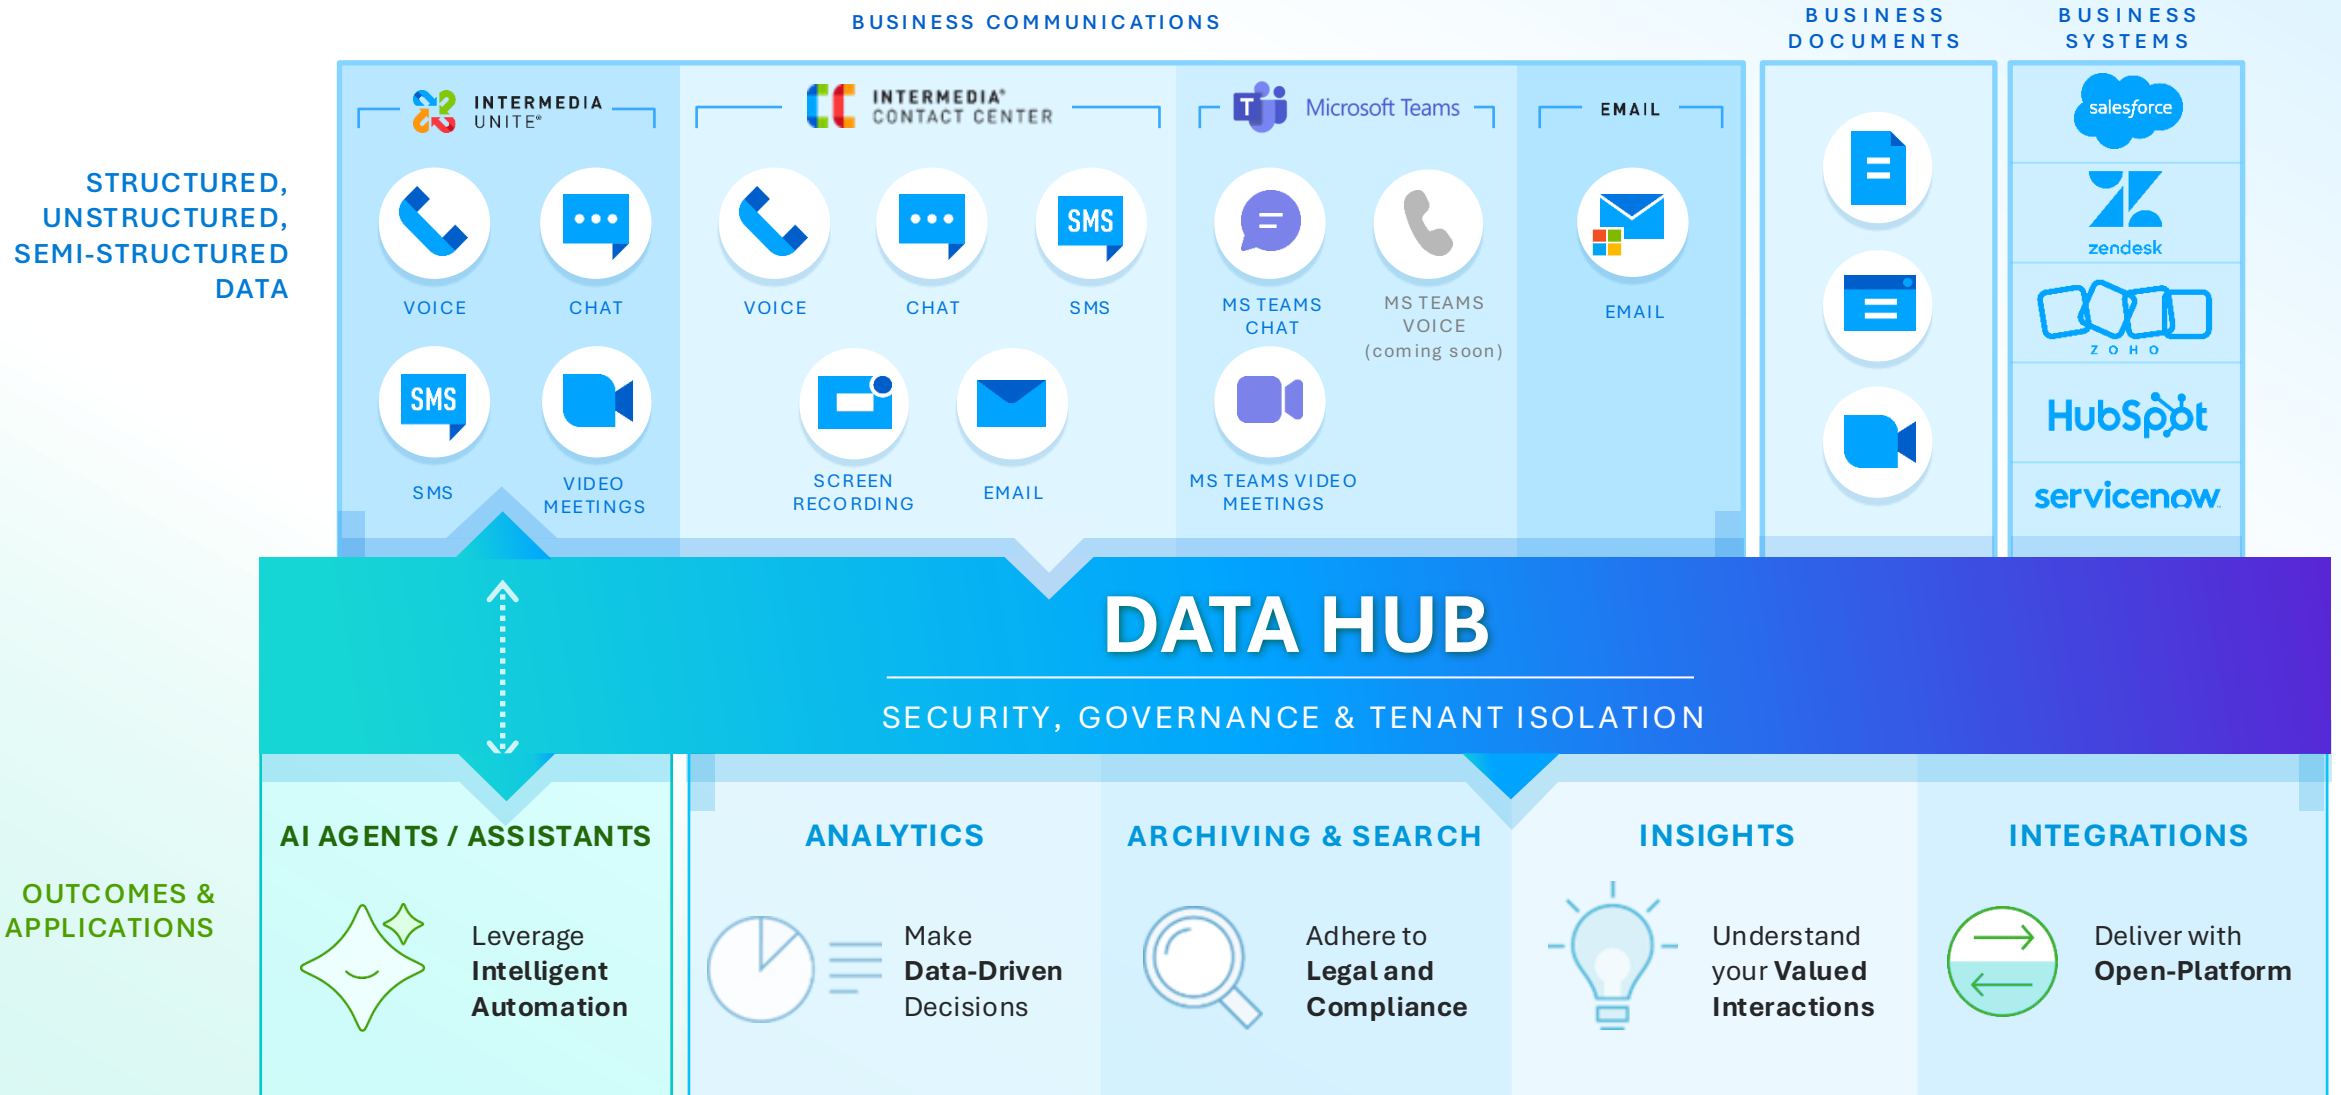 BUSINESS COMMUNICATIONS
BUSINESS
DOCUMENTS
BUSINESS
SYSTEMS
STRUCTURED,
UNSTRUCTURED,
SEMI-STRUCTURED
DATA
INTERMEDIA
UNITE®
VOICE
CHAT
SMS
SMS
VIDEO
MEETINGS
INTERMEDIA®
CONTACT CENTER
VOICE
CHAT
SMS
SMS
SCREEN
RECORDING
EMAIL
T
Microsoft Teams
MS TEAMS
CHAT
MS TEAMS
VOICE
(coming soon)
MS TEAMS VIDEO
MEETINGS
EMAIL
EMAIL
salesforce
zendesk
ZOHO
HubSpot
servicenow
DATA HUB
SECURITY, GOVERNANCE & TENANT ISOLATION
OUTCOMES &
APPLICATIONS
AI AGENTS / ASSISTANTS
Leverage
Intelligent
Automation
ANALYTICS
Make
Data-Driven
Decisions
ARCHIVING & SEARCH
Adhere to
Legal and
Compliance
INSIGHTS
Understand
your Valued
Interactions
INTEGRATIONS
Deliver with
Open-Platform